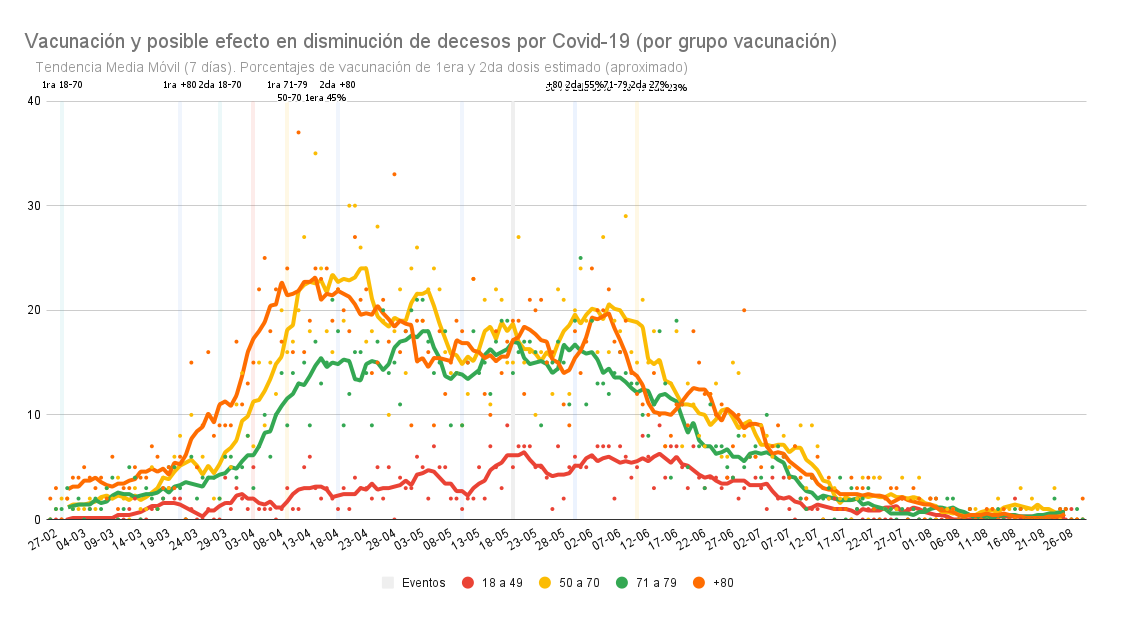 Vacunación y posible efecto en disminución de decesos por Covid-19 (por grupo vacunación)
Tendencia Media Móvil (7 días). Porcentajes de vacunación de 1era y 2da dosis estimado (aproximado)
1ra 18-70 1ra +80 2da 18-70 1ra 71-79 2da +80 +80 2da 55% 71-79 2da 27%
50-70 1era 45% 23%
40
30
20
10
0
27-02 04-03 09-03 14-03 19-03 24-03 29-03 03-04 08-04 13-04 18-04 23-04 28-04 03-05 08-05 13-05 18-05 23-05 28-05 02-06 07-06 12-06 17-06 22-06 27-06 02-07 07-07 12-07 17-07 22-07 27-07 01-08 06-08 11-08 16-08 21-08 26-08
Eventos 18 a 49 50 a 70 71 a 79 +80